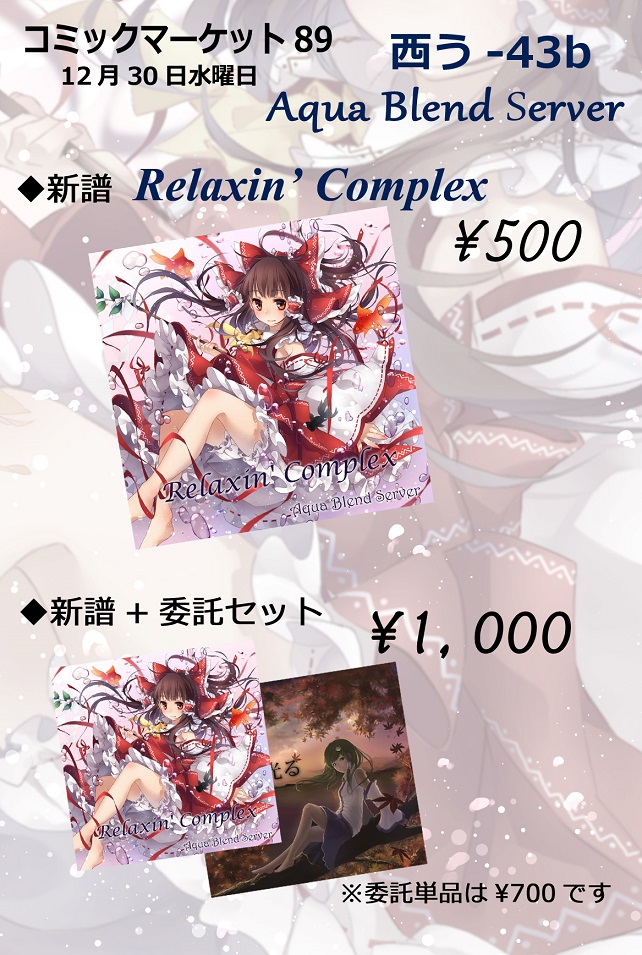 コミックマーケット89
12月30日水曜日
西う-43b
Aqua Blend Server
◆新譜 Relaxin' Complex
¥500
Relaxin' Complex
-Aqua Blend Server-
◆新譜+委託セット
¥1,000
光る
Relaxin' Complex
-Aqua Blend Server-
※委託単品は¥700です